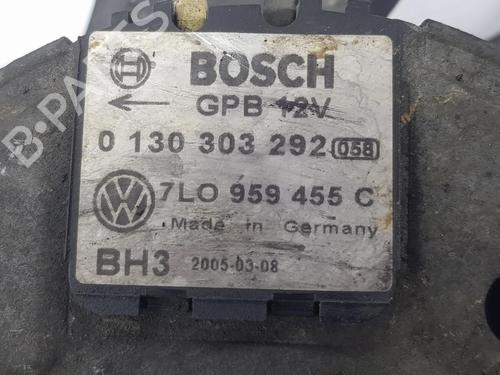 BOSCH
GPB 12V
0 130 303 292 058
7L0 959 455 C
Made in Germany
BH3 2005-03-08
B-PARTS